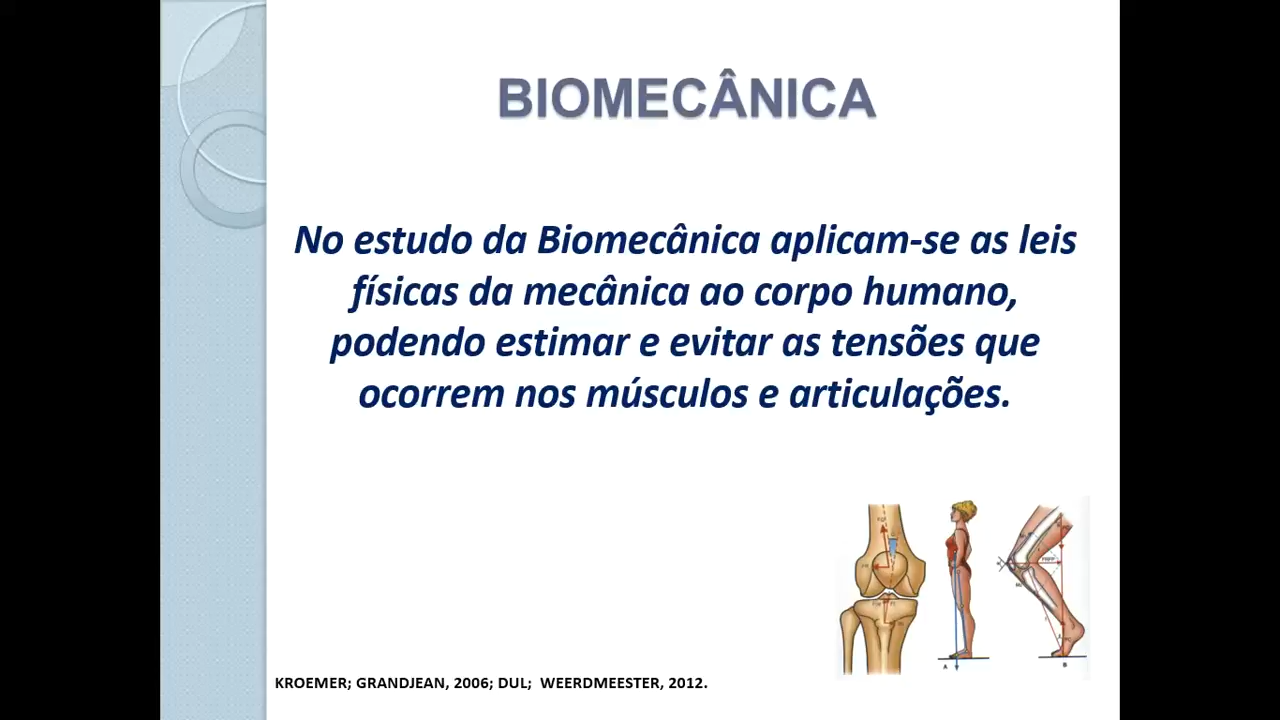 BIOMECÂNICA
No estudo da Biomecânica aplicam-se as leis
físicas da mecânica ao corpo humano,
podendo estimar e evitar as tensões que
ocorrem nos músculos e articulações.
A
B
KROEMER; GRANDJEAN, 2006; DUL;  WEERDMEESTER, 2012.